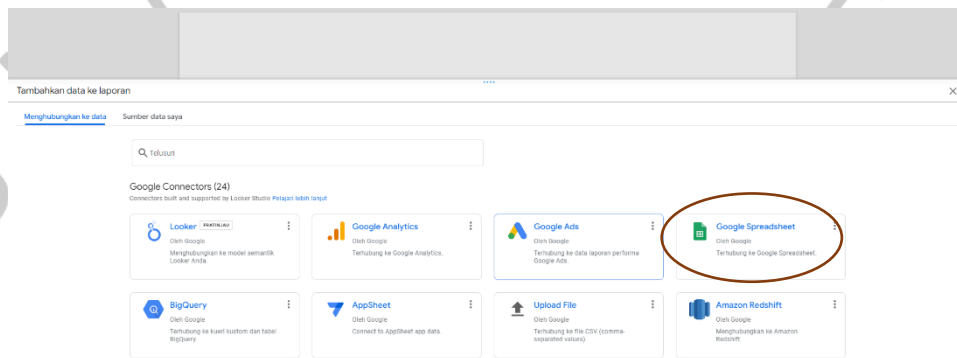 Tambahkan data ke laporan
Menghubungkan ke data Sumber data saya
Telusuri
Google Connectors (24)
Connectors built and supported by Looker Studio Pelajari lebih lanjut
Looker PRATINJAU
Oleh Google
Menghubungkan ke model semantik
Looker Anda.
Google Analytics
Oleh Google
Terhubung ke Google Analytics.
Google Ads
Oleh Google
Terhubung ke data laporan performa
Google Ads.
Google Spreadsheet
Oleh Google
Terhubung ke Google Spreadsheet.
BigQuery
Oleh Google
Terhubung ke kueri kustom dan tabel
BigQuery.
AppSheet
Oleh Google
Connect to AppSheet app data.
Upload File
Oleh Google
Terhubung ke file CSV (comma-
separated values).
Amazon Redshift
Oleh Google
Menghubungkan ke Amazon
Redshift